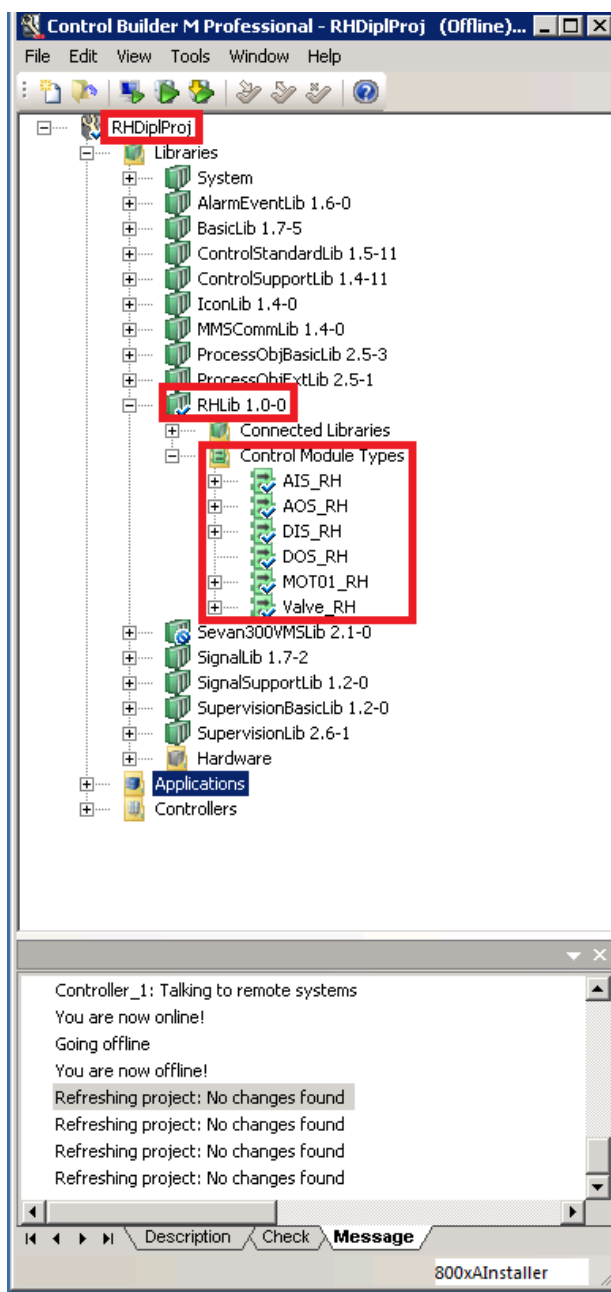 Control Builder M Professional - RHDiplProj (Offline)...
File Edit View Tools Window Help
RHDiplProj
Libraries
System
AlarmEventLib 1.6-0
BasicLib 1.7-5
ControlStandardLib 1.5-11
ControlSupportLib 1.4-11
IconLib 1.4-0
MMSCommLib 1.4-0
ProcessObjBasicLib 2.5-3
ProcessObjExtLib 2.5-1
RHLib 1.0-0
Connected Libraries
Control Module Types
AIS_RH
AOS_RH
DIS_RH
DOS_RH
MOT01_RH
Valve_RH
Sevan300VMSLib 2.1-0
SignalLib 1.7-2
SignalSupportLib 1.2-0
SupervisionBasicLib 1.2-0
SupervisionLib 2.6-1
Hardware
Applications
Controllers
Controller_1: Talking to remote systems
You are now online!
Going offline
You are now offline!
Refreshing project: No changes found
Refreshing project: No changes found
Refreshing project: No changes found
Refreshing project: No changes found
Description Check Message
800xAInstaller